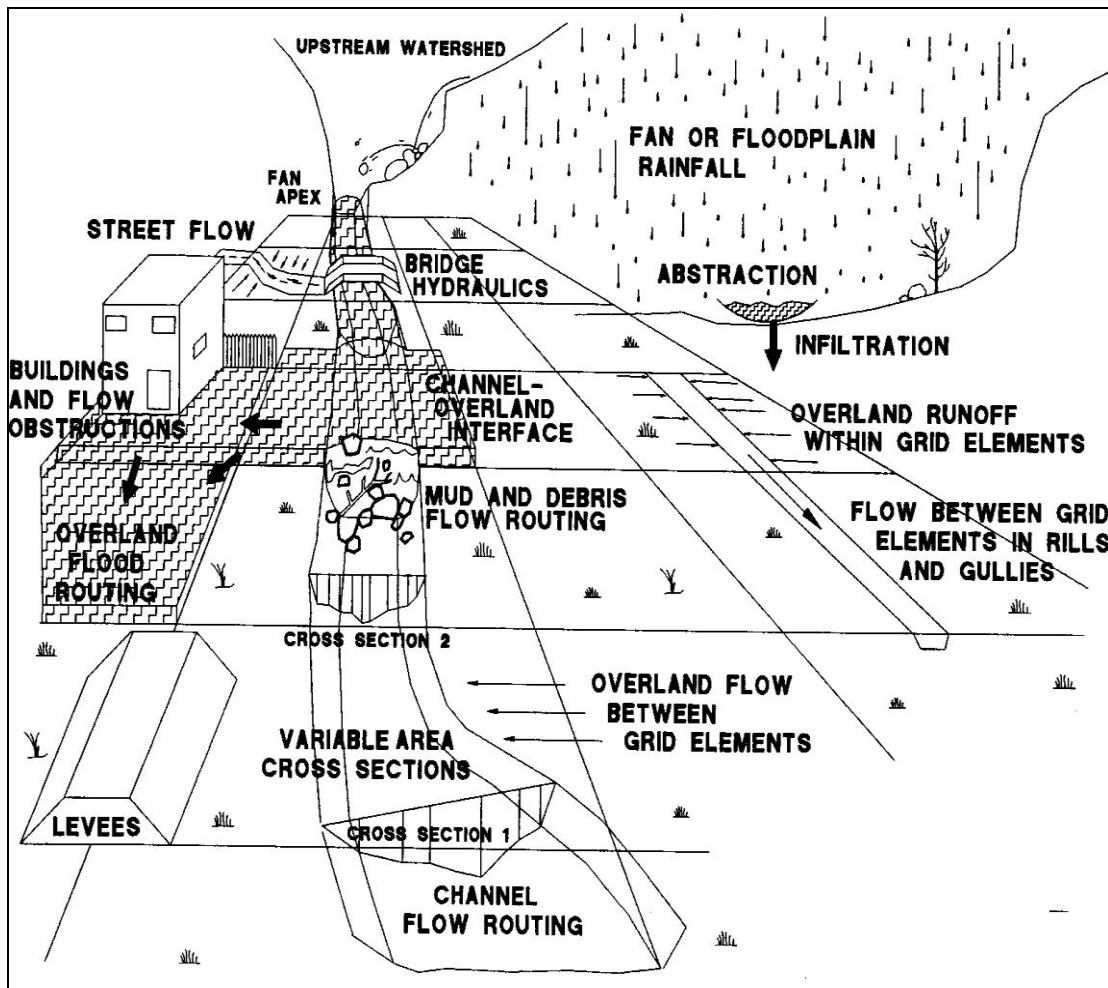 UPSTREAM WATERSHED
FAN OR FLOODPLAIN
RAINFALL
FAN
APEX
STREET FLOW
BRIDGE
HYDRAULICS
ABSTRACTION
INFILTRATION
BUILDINGS
AND FLOW
OBSTRUCTIONS
CHANNEL-
OVERLAND
INTERFACE
OVERLAND RUNOFF
WITHIN GRID ELEMENTS
MUD AND DEBRIS
FLOW ROUTING
FLOW BETWEEN GRID
ELEMENTS IN RILLS
AND GULLIES
OVERLAND
FLOOD
ROUTING
CROSS SECTION 2
OVERLAND FLOW
BETWEEN
GRID ELEMENTS
VARIABLE AREA
CROSS SECTIONS
LEVEES
CROSS SECTION 1
CHANNEL
FLOW ROUTING